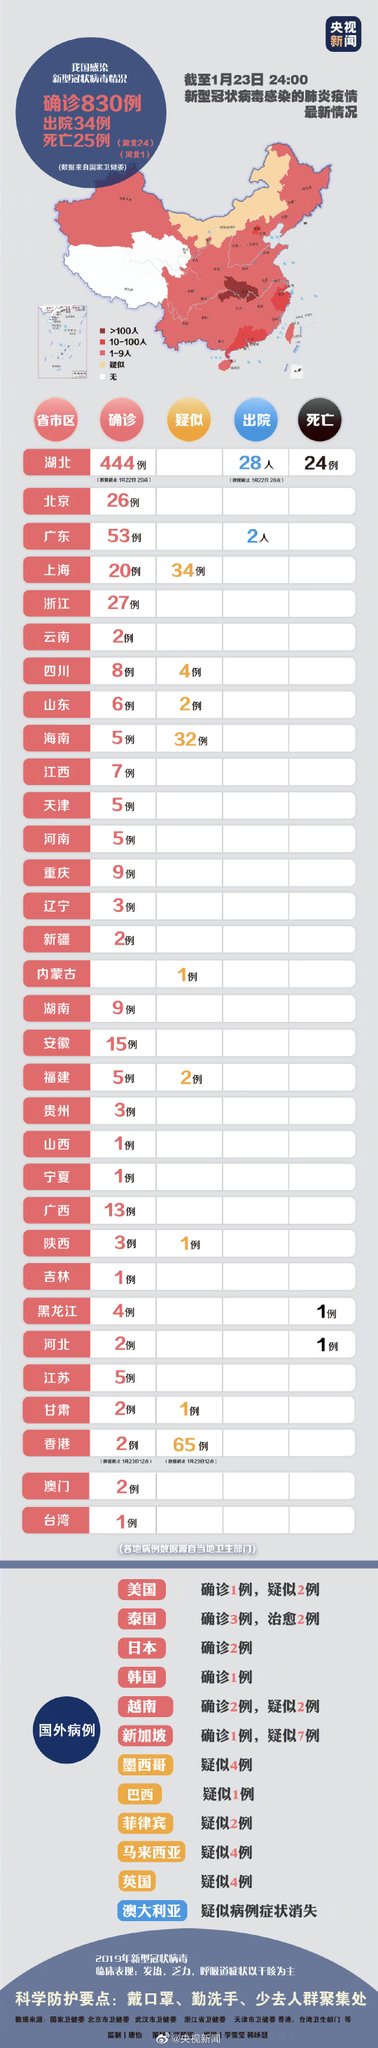 央视
新闻
我国感染
新型冠状病毒情况
确诊830例
出院34例
死亡25例
(湖北24)
(河北1)
(数据来自国家卫健委)
截至1月23日 24:00
新型冠状病毒感染的肺炎疫情
最新情况
>100人
10-100人
1-9人
疑似
无
省市区 确诊 疑似 出院 死亡
湖北 444例 28人 24例
(数据截止 1月22日 20点) (数据截止 1月22日 20点)
北京 26例
广东 53例 2人
上海 20例 34例
浙江 27例
云南 2例
四川 8例 4例
山东 6例 2例
海南 5例 32例
江西 7例
天津 5例
河南 5例
重庆 9例
辽宁 3例
新疆 2例
内蒙古 1例
湖南 9例
安徽 15例
福建 5例 2例
贵州 3例
山西 1例
宁夏 1例
广西 13例
陕西 3例 1例
吉林 1例
黑龙江 4例 1例
河北 2例 1例
江苏 5例
甘肃 2例 1例
香港 2例 65例
(数据截止 1月23日12点) (数据截止 1月23日12点)
澳门 2例
台湾 1例
(各地病例数据源自当地卫生部门)
国外病例
美国 确诊1例，疑似2例
泰国 确诊3例，治愈2例
日本 确诊2例
韩国 确诊1例
越南 确诊2例，疑似2例
新加坡 确诊1例，疑似7例
墨西哥 疑似4例
巴西 疑似1例
菲律宾 疑似2例
马来西亚 疑似4例
英国 疑似4例
澳大利亚 疑似病例症状消失
2019年新型冠状病毒
临床表现：发热、乏力，呼吸道症状以干咳为主
科学防护要点：戴口罩、勤洗手、少去人群聚集处
数据来源：国家卫健委 北京市卫健委 武汉市卫健委 浙江省卫健委 天津市卫健委 香港、台湾卫生部门 等
监制丨唐怡 李雪莹 韩咏慧
@央视新闻